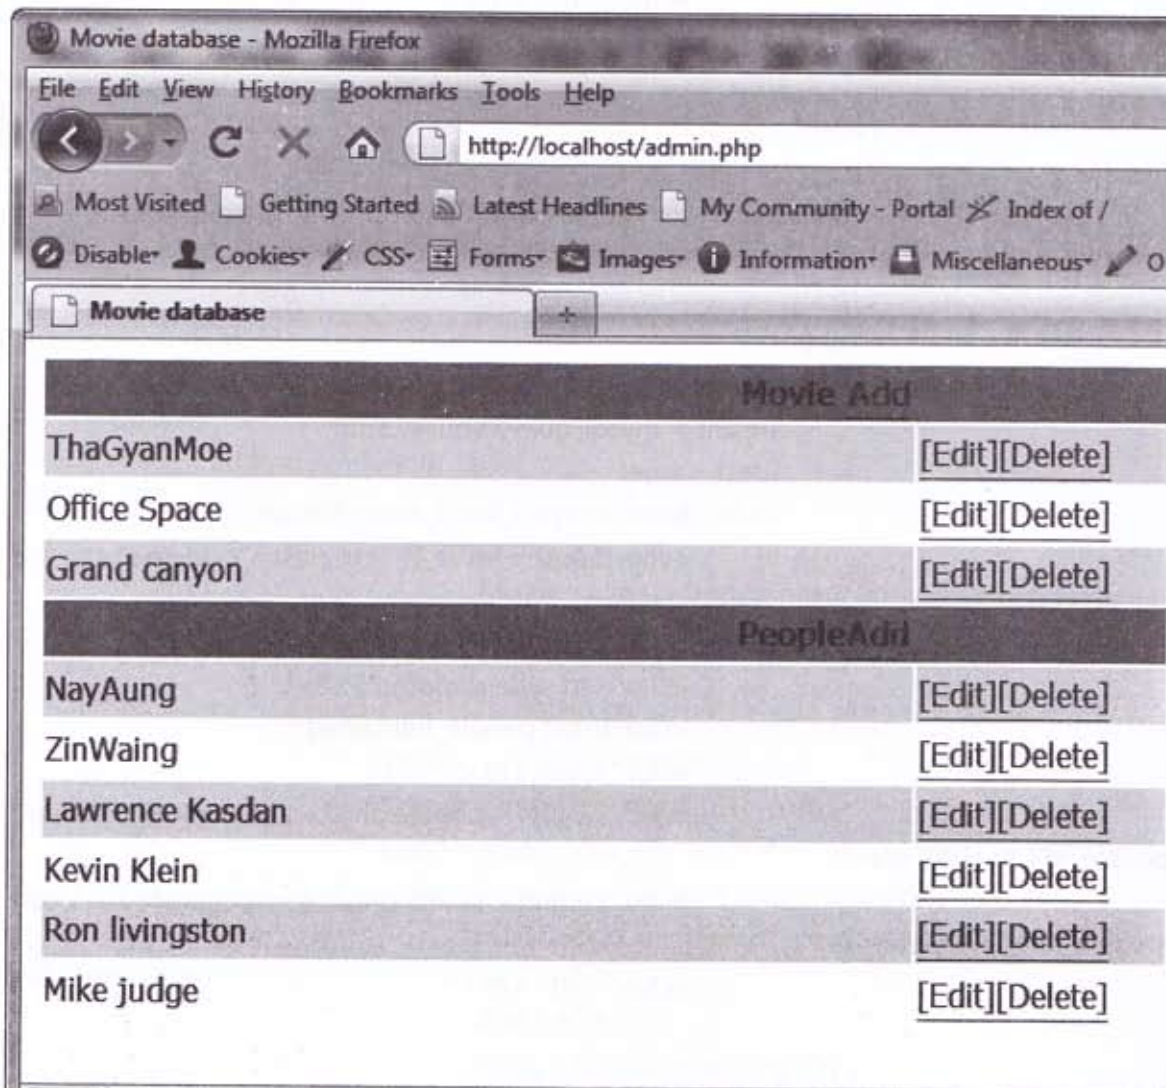 Movie database - Mozilla Firefox
File Edit View History Bookmarks Tools Help
http://localhost/admin.php
Most Visited Getting Started Latest Headlines My Community - Portal Index of /
Disable Cookies CSS Forms Images Information Miscellaneous O
Movie database
Movie Add
ThaGyanMoe [Edit][Delete]
Office Space [Edit][Delete]
Grand canyon [Edit][Delete]
PeopleAdd
NayAung [Edit][Delete]
ZinWaing [Edit][Delete]
Lawrence Kasdan [Edit][Delete]
Kevin Klein [Edit][Delete]
Ron livingston [Edit][Delete]
Mike judge [Edit][Delete]